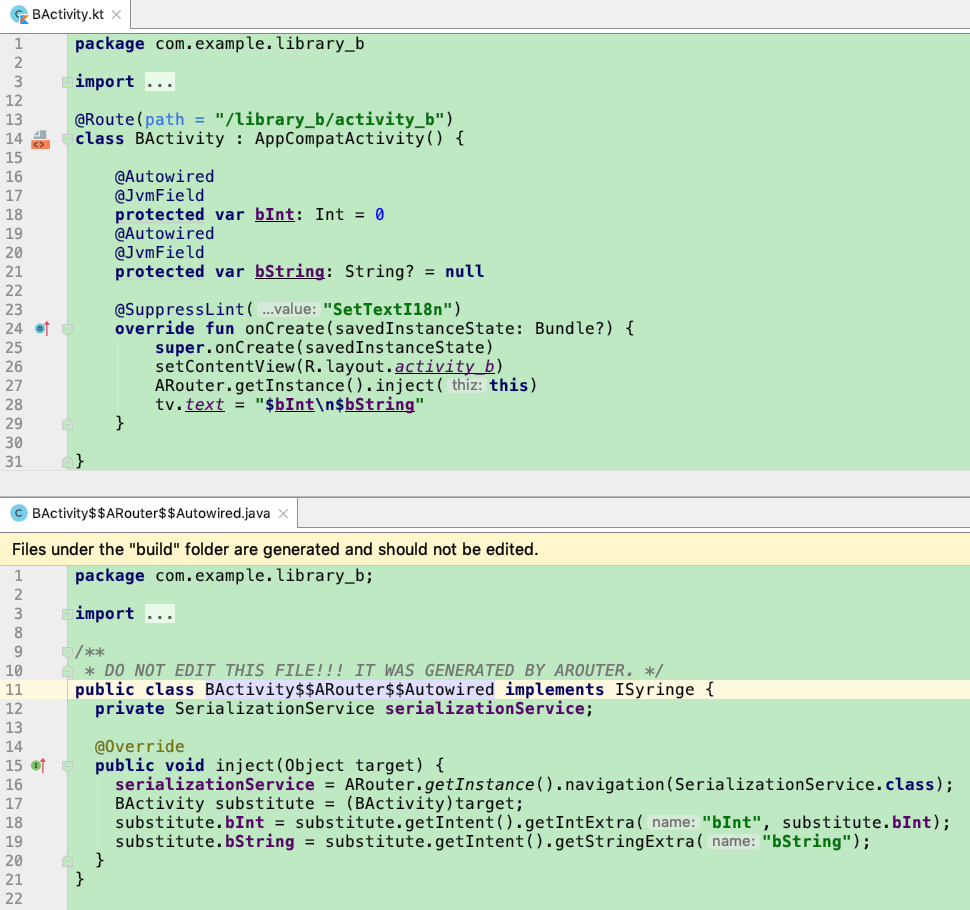 BActivity.kt
1 package com.example.library_b
2
3 import ...
12
13 @Route(path = "/library_b/activity_b")
14 class BActivity : AppCompatActivity() {
15
16 @Autowired
17 @JvmField
18 protected var bInt: Int = 0
19 @Autowired
20 @JvmField
21 protected var bString: String? = null
22
23 @SuppressLint( ...value: "SetTextI18n")
24 override fun onCreate(savedInstanceState: Bundle?) {
25 super.onCreate(savedInstanceState)
26 setContentView(R.layout.activity_b)
27 ARouter.getInstance().inject( thiz: this)
28 tv.text = "$bInt\n$bString"
29 }
30
31 }
BActivity$$ARouter$$Autowired.java
Files under the "build" folder are generated and should not be edited.
1 package com.example.library_b;
2
3 import ...
8
9 /**
10 * DO NOT EDIT THIS FILE!!! IT WAS GENERATED BY AROUTER. */
11 public class BActivity$$ARouter$$Autowired implements ISyringe {
12 private SerializationService serializationService;
13
14 @Override
15 public void inject(Object target) {
16 serializationService = ARouter.getInstance().navigation(SerializationService.class);
17 BActivity substitute = (BActivity)target;
18 substitute.bInt = substitute.getIntent().getIntExtra( name: "bInt", substitute.bInt);
19 substitute.bString = substitute.getIntent().getStringExtra( name: "bString");
20 }
21 }
22